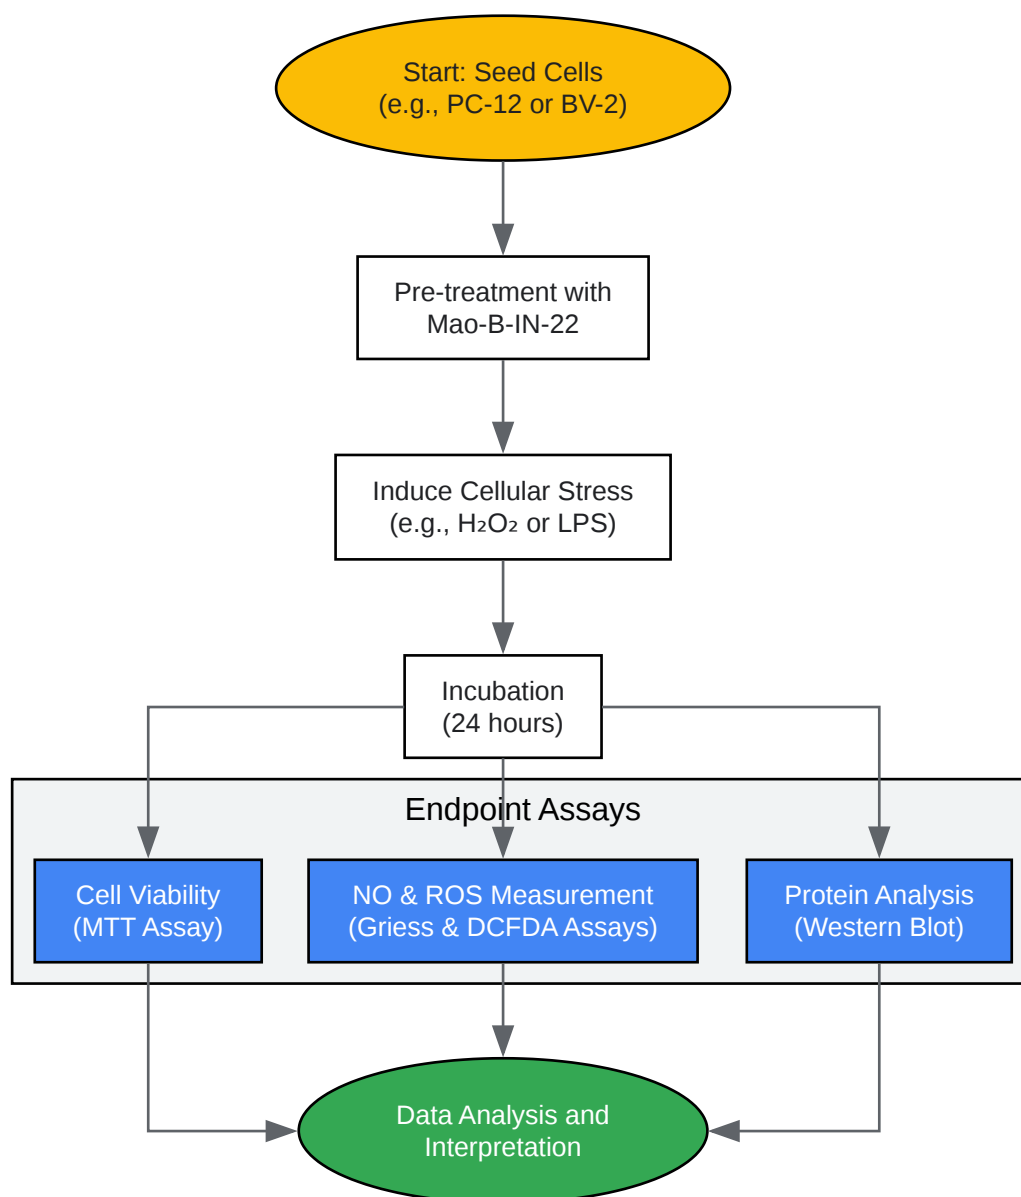 Start: Seed Cells
(e.g., PC-12 or BV-2)
Pre-treatment with
Mao-B-IN-22
Induce Cellular Stress
(e.g., H₂O₂ or LPS)
Incubation
(24 hours)
Endpoint Assays
Cell Viability
(MTT Assay)
NO & ROS Measurement
(Griess & DCFDA Assays)
Protein Analysis
(Western Blot)
Data Analysis and
Interpretation